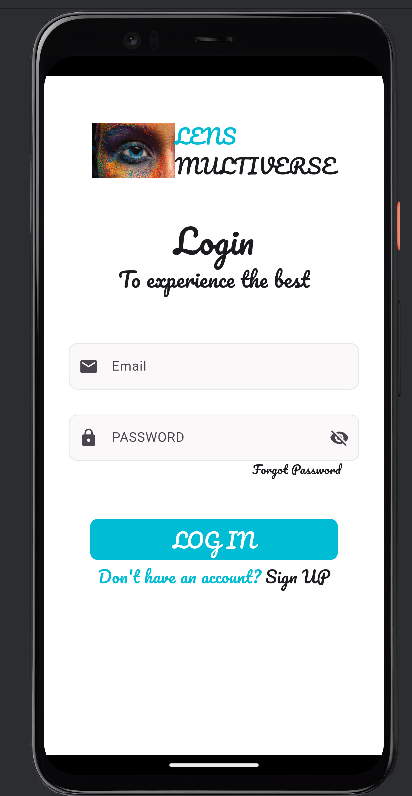 LENS
MULTIVERSE
Login
To experience the best
Email
PASSWORD
Forgot Password
LOG IN
Don't have an account? Sign UP